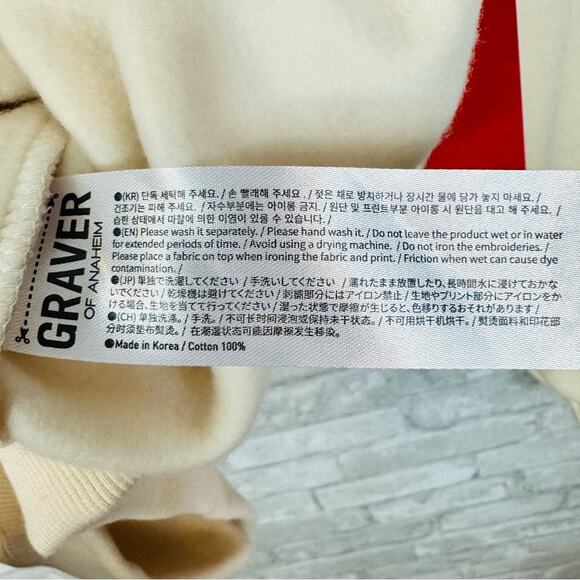 GRAVER
OF ANAHEIM
●(KR) 단독 세탁해 주세요. / 손 빨래해 주세요. / 젖은 채로 방치하거나 장시간 물에 담가 놓지 마세요. /
건조기는 피해 주세요. / 자수부분에는 아이롱 금지. / 원단 및 프린트부분 아이롱 시 원단을 대고 해 주세요. /
습한 상태에서 마찰에 의한 이염이 있을 수 있습니다. /
●(EN) Please wash it separately. / Please hand wash it. / Do not leave the product wet or in water
for extended periods of time. / Avoid using a drying machine. / Do not iron the embroideries. /
Please place a fabric on top when ironing the fabric and print. / Friction when wet can cause dye
contamination. /
●(JP) 単独で洗濯してください / 手洗いしてください / 濡れたまま放置したり、長時間水に浸けておかな
いでください / 乾燥機は避けてください / 刺繍部分にはアイロン禁止 / 生地やプリント部分にアイロンをか
ける場合、生地を当てて行ってください / 湿った状態で摩擦が生じると、色移りするおそれがあります /
●(CH) 单独洗涤. / 手洗. / 不可长时间浸泡或保持未干状态. / 不可用烘干机烘干. / 熨烫面料和印花部
分时须垫布熨烫. / 在潮湿状态可能因摩擦发生移染.
●Made in Korea / Cotton 100%